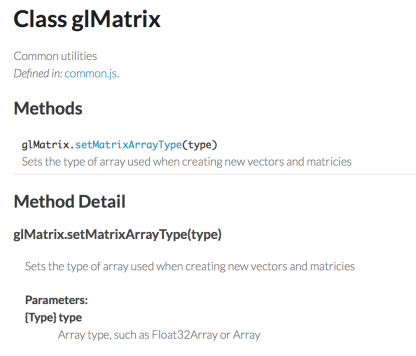 Class glMatrix
Common utilities
Defined in: common.js.
Methods
glMatrix.setMatrixArrayType(type)
Sets the type of array used when creating new vectors and matricies
Method Detail
glMatrix.setMatrixArrayType(type)
Sets the type of array used when creating new vectors and matricies
Parameters:
{Type} type
Array type, such as Float32Array or Array